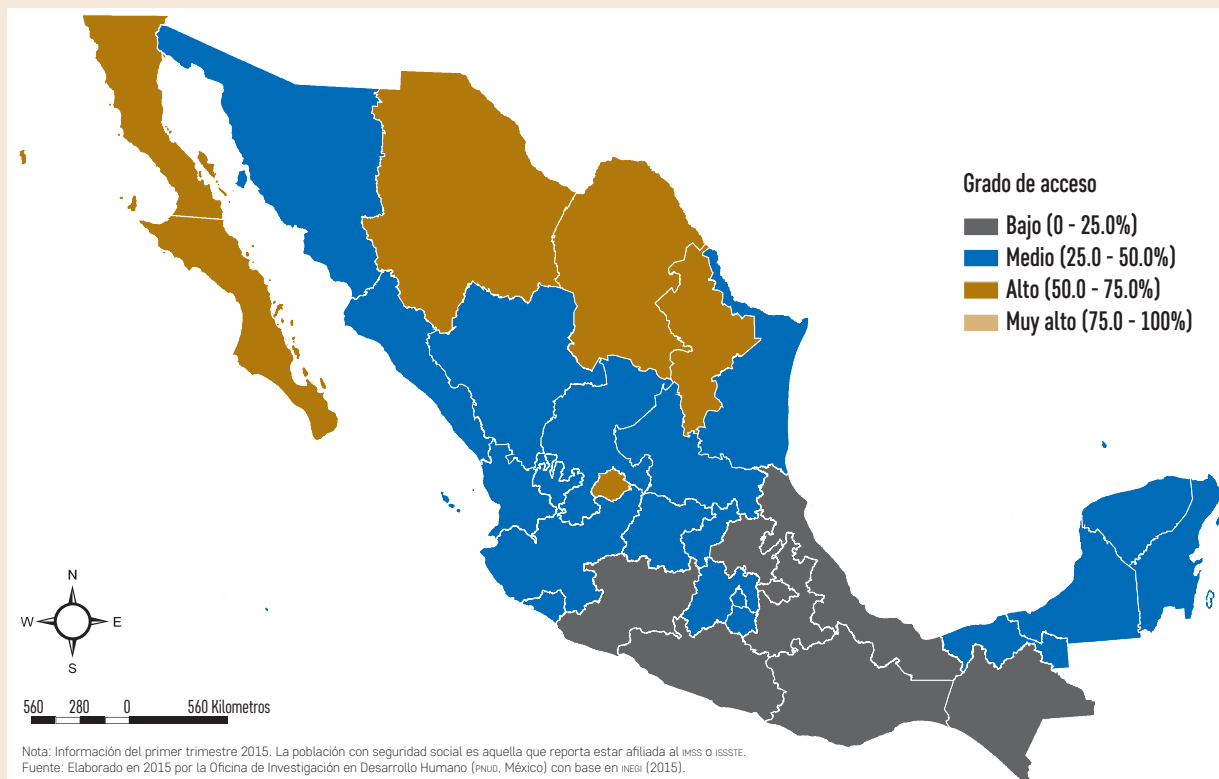 Grado de acceso
Bajo (0 - 25.0%)
Medio (25.0 - 50.0%)
Alto (50.0 - 75.0%)
Muy alto (75.0 - 100%)
N
W
E
S
560 280 0 560 Kilometros
Nota: Información del primer trimestre 2015. La población con seguridad social es aquella que reporta estar afiliada al IMSS o ISSSTE.
Fuente: Elaborado en 2015 por la Oficina de Investigación en Desarrollo Humano (PNUD, México) con base en INEGI (2015).